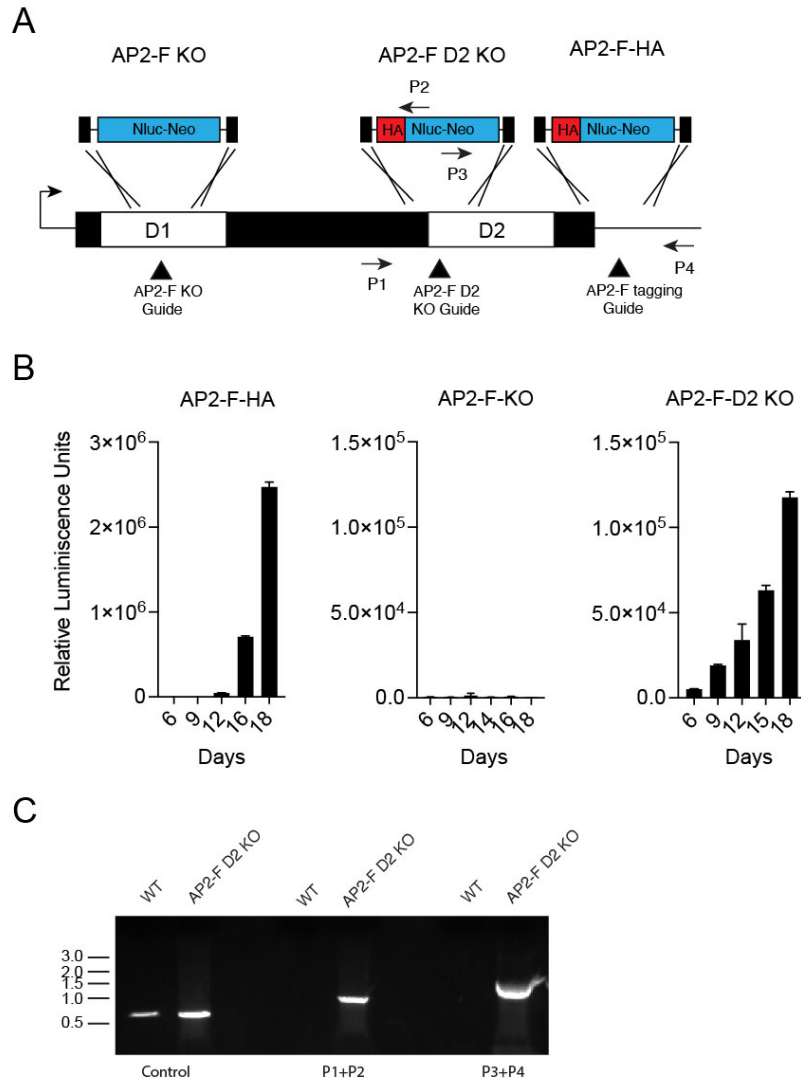 A
AP2-F KO
AP2-F D2 KO
AP2-F-HA
P2
Nluc-Neo
HA
Nluc-Neo
HA
Nluc-Neo
P3
D1
D2
P1
P4
AP2-F KO
Guide
AP2-F D2
KO Guide
AP2-F tagging
Guide
B
AP2-F-HA
AP2-F-KO
AP2-F-D2 KO
Relative Luminiscence Units
3×10⁶
2×10⁶
1×10⁶
0
6 9 12 16 18
Days
1.5×10⁵
1.0×10⁵
5.0×10⁴
0.0
6 9 12 14 16 18
Days
1.5×10⁵
1.0×10⁵
5.0×10⁴
0.0
6 9 12 15 18
Days
C
WT
AP2-F D2 KO
WT
AP2-F D2 KO
WT
AP2-F D2 KO
3.0
2.0
1.5
1.0
0.5
Control
P1+P2
P3+P4